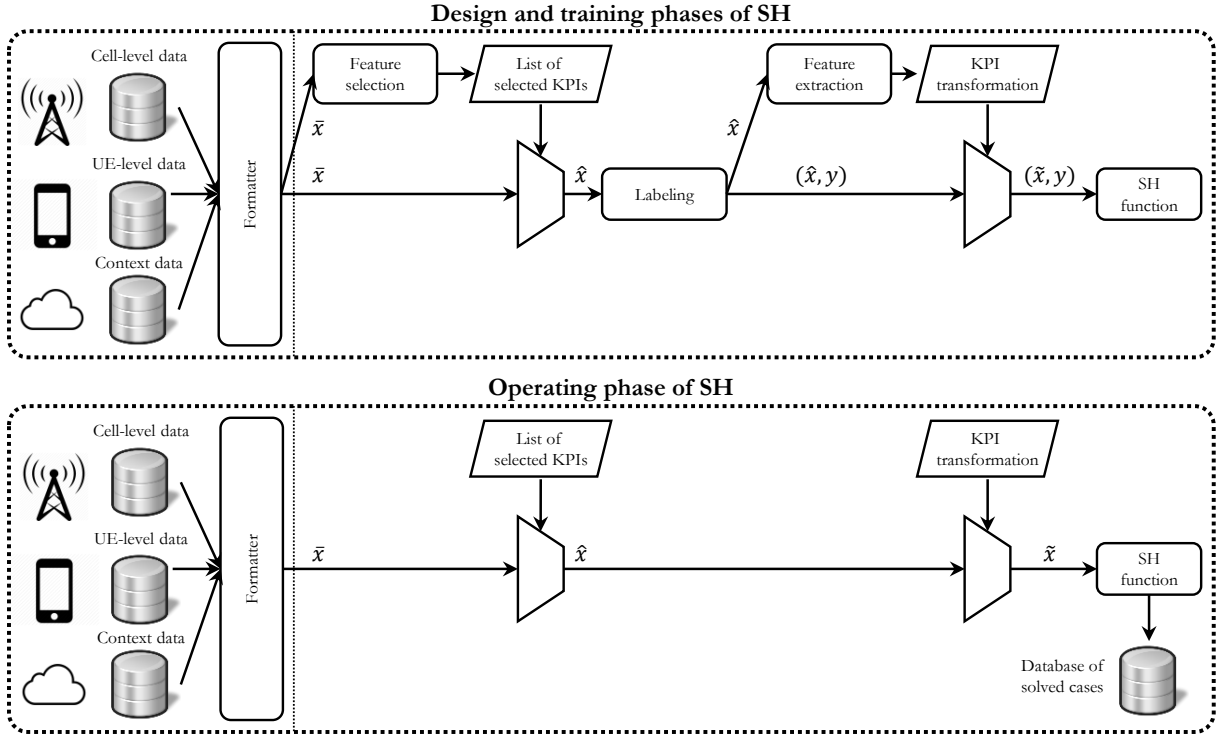 Design and training phases of SH
Cell-level data
UE-level data
Context data
Formatter
Feature
selection
List of
selected KPIs
Feature
extraction
KPI
transformation
x̄
x̄
x̂
Labeling
x̂
(x̂, y)
(x̃, y)
SH
function
Operating phase of SH
Cell-level data
UE-level data
Context data
Formatter
List of
selected KPIs
KPI
transformation
x̄
x̂
x̃
SH
function
Database of
solved cases